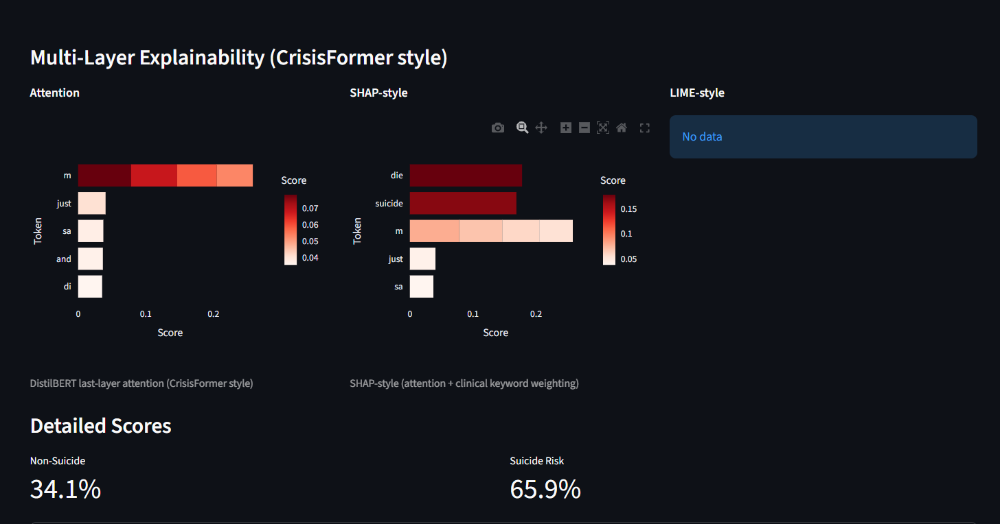 Multi-Layer Explainability (CrisisFormer style)
Attention
SHAP-style
LIME-style
No data
m
just
sa
and
di
Token
0
0.1
0.2
Score
Score
0.07
0.06
0.05
0.04
die
suicide
m
just
sa
Token
0
0.1
0.2
Score
Score
0.15
0.1
0.05
DistilBERT last-layer attention (CrisisFormer style)
SHAP-style (attention + clinical keyword weighting)
Detailed Scores
Non-Suicide
34.1%
Suicide Risk
65.9%